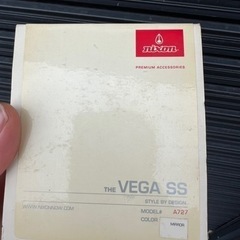 nixon
PREMIUM ACCESSORIES
THE VEGA SS
STYLE BY DESIGN
MODEL# A727
COLOR